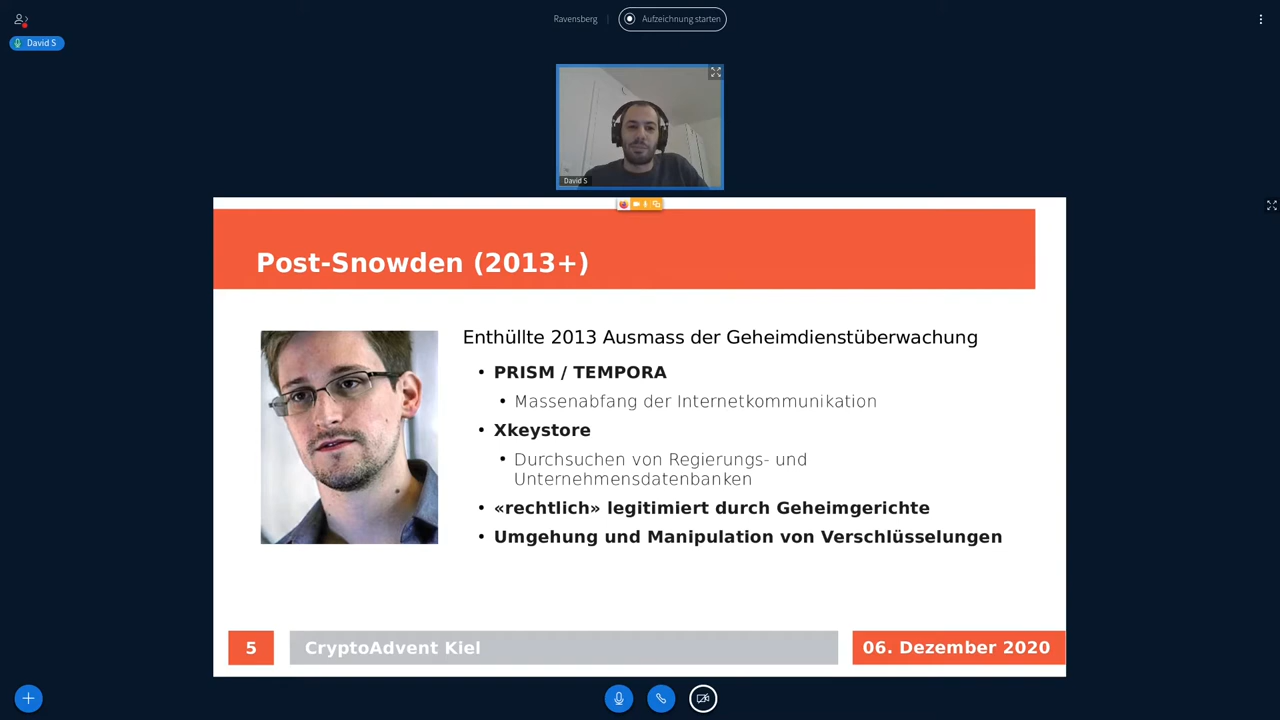 Ravensberg
Aufzeichnung starten
David S
David S
Post-Snowden (2013+)
Enthüllte 2013 Ausmass der Geheimdienstüberwachung
• PRISM / TEMPORA
• Massenabfang der Internetkommunikation
• Xkeystore
• Durchsuchen von Regierungs- und
Unternehmensdatenbanken
• «rechtlich» legitimiert durch Geheimgerichte
• Umgehung und Manipulation von Verschlüsselungen
5
CryptoAdvent Kiel
06. Dezember 2020